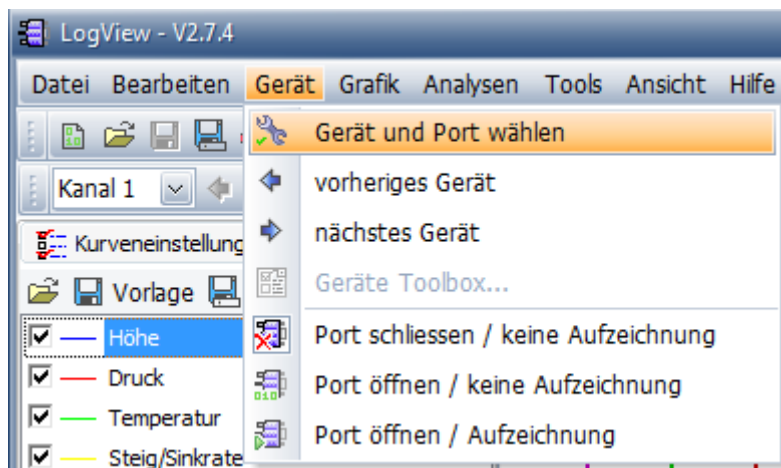 LogView - V2.7.4
Datei Bearbeiten Gerät Grafik Analysen Tools Ansicht Hilfe
Gerät und Port wählen
Kanal 1
vorheriges Gerät
nächstes Gerät
Kurveneinstellung
Geräte Toolbox...
Vorlage
Port schliessen / keine Aufzeichnung
Höhe
Port öffnen / keine Aufzeichnung
Druck
Temperatur
Port öffnen / Aufzeichnung
Steig/Sinkrate